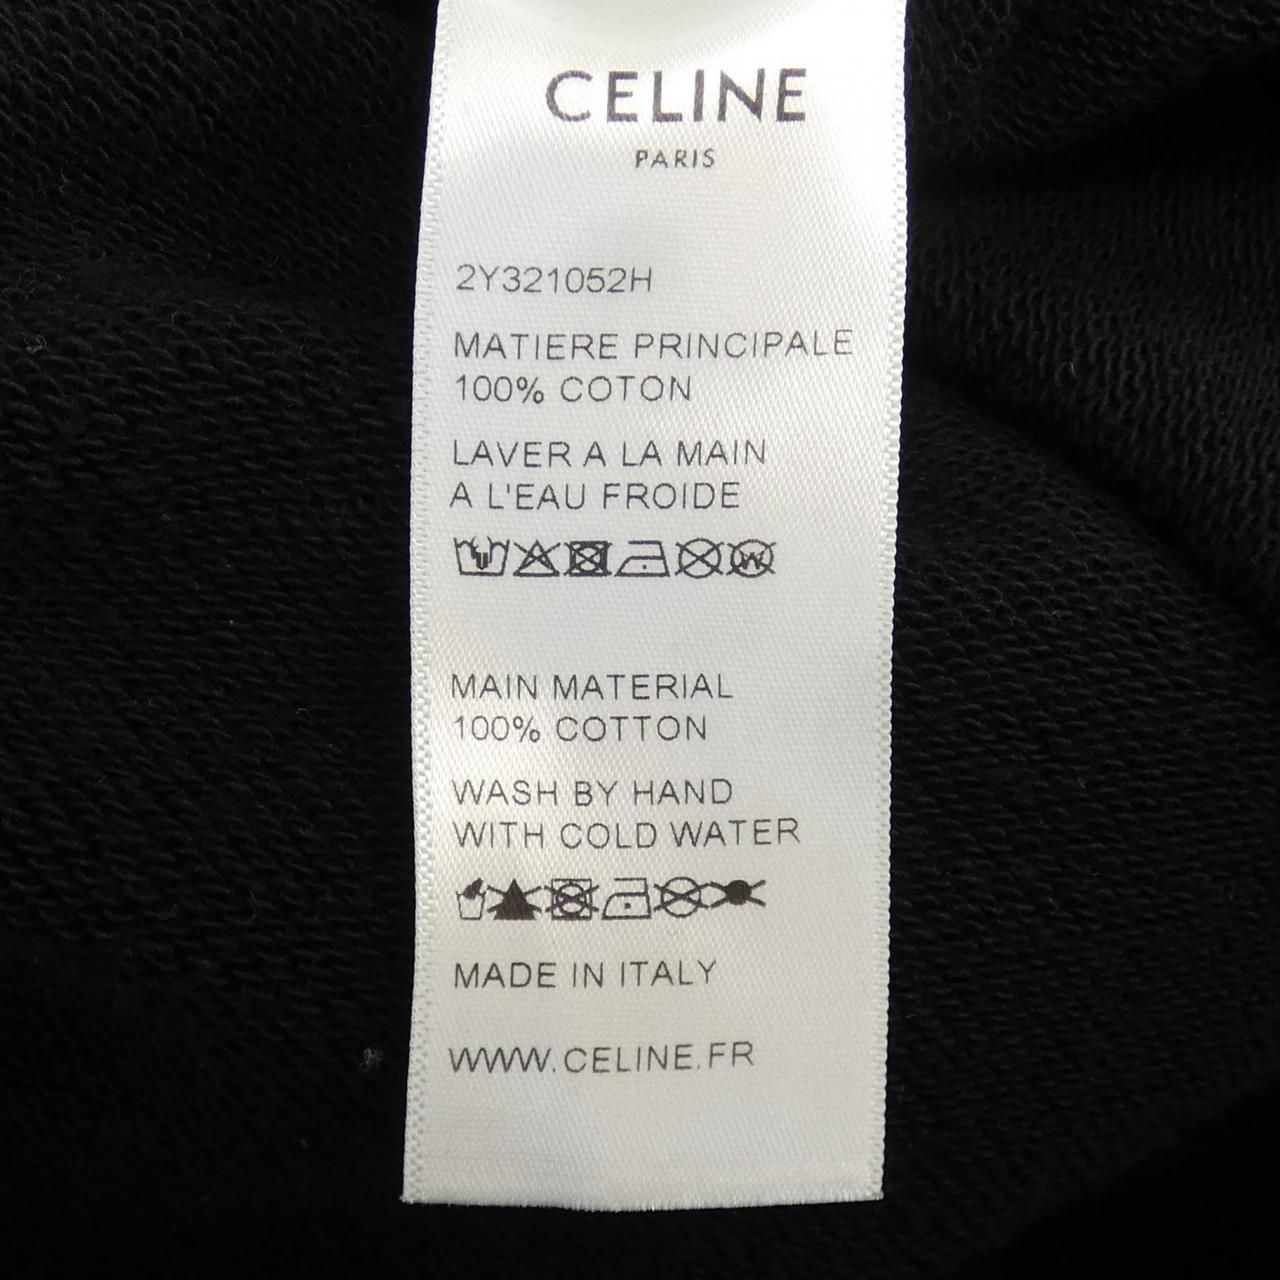 CELINE
PARIS
2Y321052H
MATIERE PRINCIPALE
100% COTON
LAVER A LA MAIN
A L'EAU FROIDE
W
MAIN MATERIAL
100% COTTON
WASH BY HAND
WITH COLD WATER
MADE IN ITALY
WWW.CELINE.FR